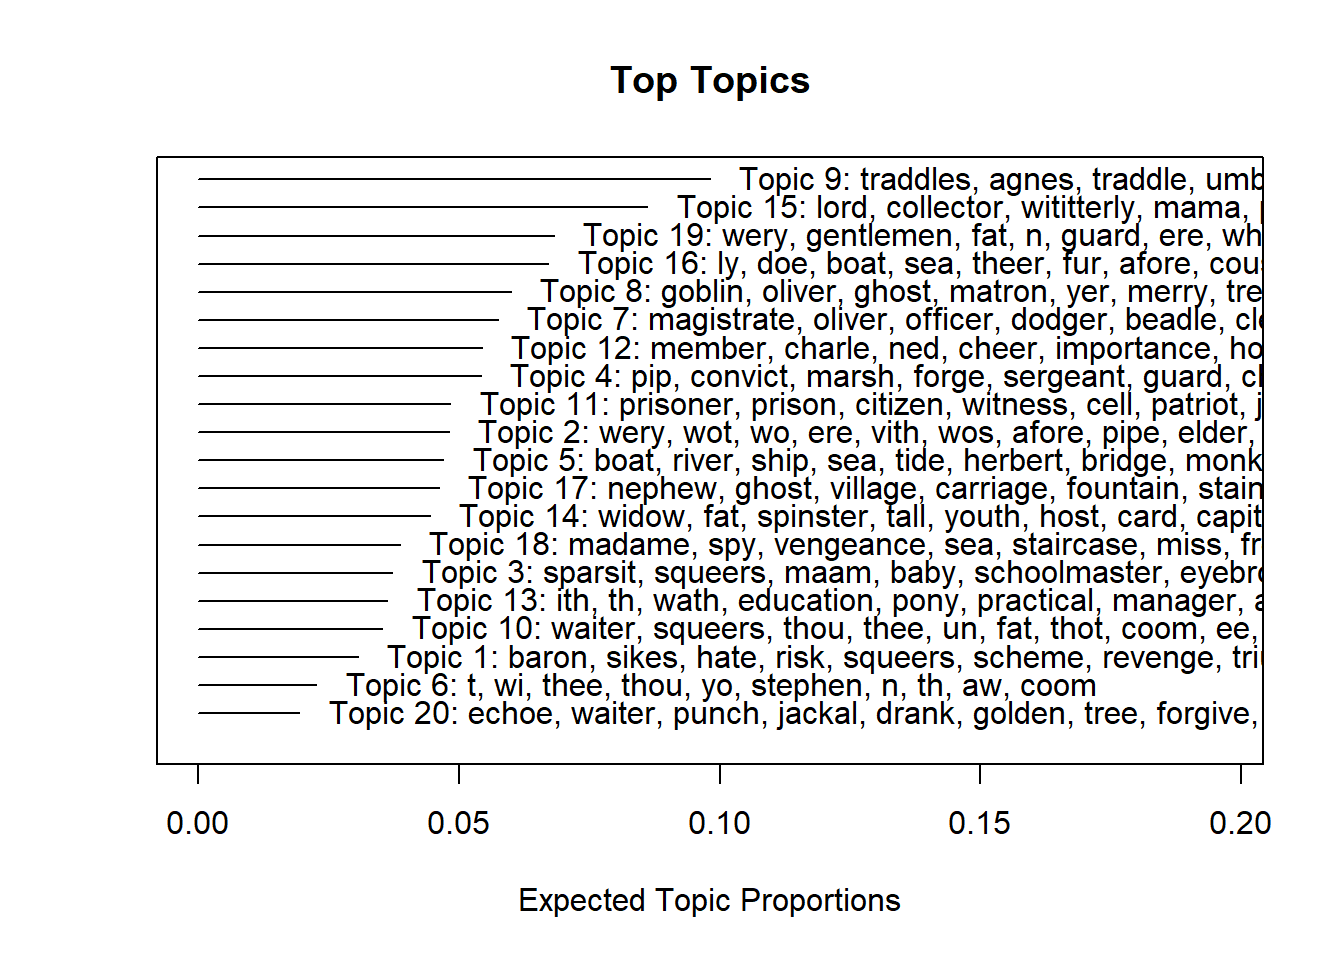 Top Topics
Topic 9: traddles, agnes, traddle, umb
Topic 15: lord, collector, wititterly, mama,
Topic 19: wery, gentlemen, fat, n, guard, ere, wh
Topic 16: ly, doe, boat, sea, theer, fur, afore, cou
Topic 8: goblin, oliver, ghost, matron, yer, merry, tre
Topic 7: magistrate, oliver, officer, dodger, beadle, cl
Topic 12: member, charle, ned, cheer, importance, ho
Topic 4: pip, convict, marsh, forge, sergeant, guard, c
Topic 11: prisoner, prison, citizen, witness, cell, patriot, j
Topic 2: wery, wot, wo, ere, vith, wos, afore, pipe, elder,
Topic 5: boat, river, ship, sea, tide, herbert, bridge, monk
Topic 17: nephew, ghost, village, carriage, fountain, stain
Topic 14: widow, fat, spinster, tall, youth, host, card, capit
Topic 18: madame, spy, vengeance, sea, staircase, miss, fr
Topic 3: sparsit, squeers, maam, baby, schoolmaster, eyebr
Topic 13: ith, th, wath, education, pony, practical, manager, a
Topic 10: waiter, squeers, thou, thee, un, fat, thot, coom, ee,
Topic 1: baron, sikes, hate, risk, squeers, scheme, revenge, tri
Topic 6: t, wi, thee, thou, yo, stephen, n, th, aw, coom
Topic 20: echoe, waiter, punch, jackal, drank, golden, tree, forgive,
0.00 0.05 0.10 0.15 0.20
Expected Topic Proportions